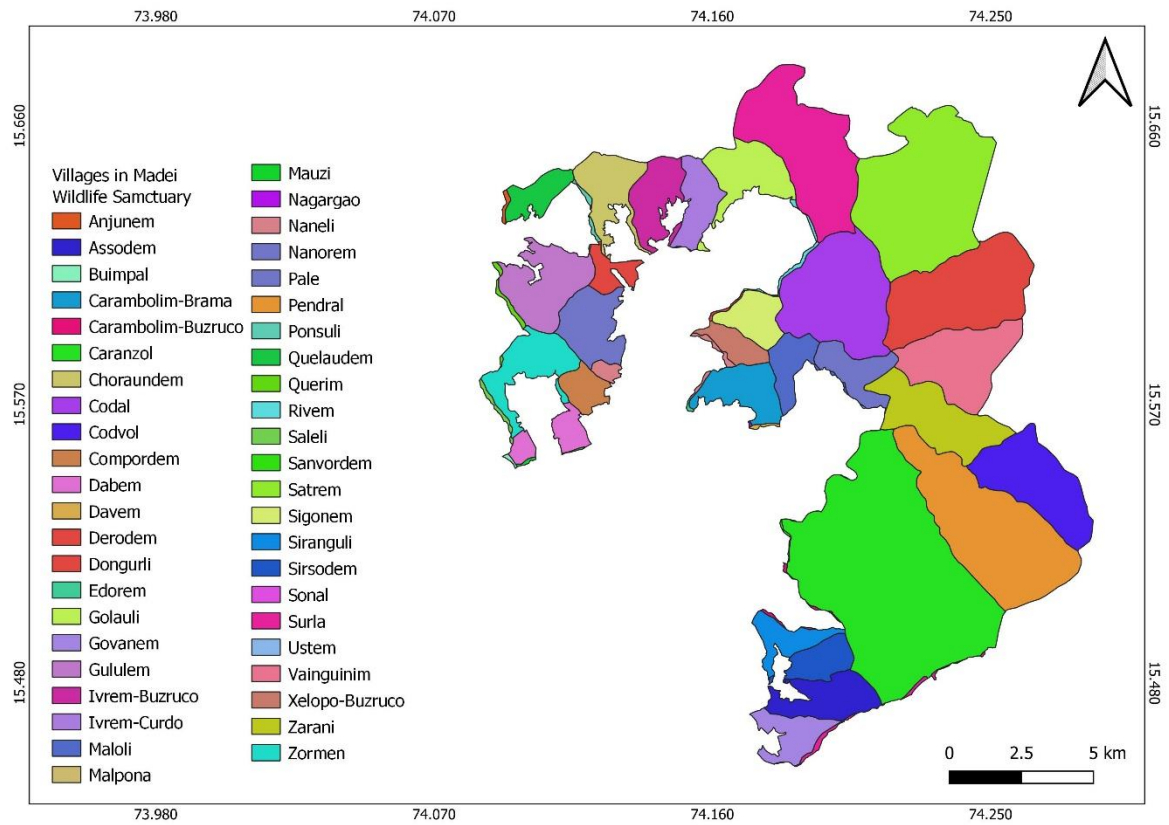 73.980 74.070 74.160 74.250
15.660 15.660
15.570 15.570
15.480 15.480
Villages in Madei
Wildlife Samctuary
Anjunem
Assodem
Buimpal
Carambolim-Brama
Carambolim-Buzruco
Caranzol
Choraundem
Codal
Codvol
Compordem
Dabem
Davem
Derodem
Dongurli
Edorem
Golauli
Govanem
Gululem
Ivrem-Buzruco
Ivrem-Curdo
Maloli
Malpona
Mauzi
Nagargao
Naneli
Nanorem
Pale
Pendral
Ponsuli
Quelaudem
Querim
Rivem
Saleli
Sanvordem
Satrem
Sigonem
Siranguli
Sirsodem
Sonal
Surla
Ustem
Vainguinim
Xelopo-Buzruco
Zarani
Zormen
0 2.5 5 km
73.980 74.070 74.160 74.250